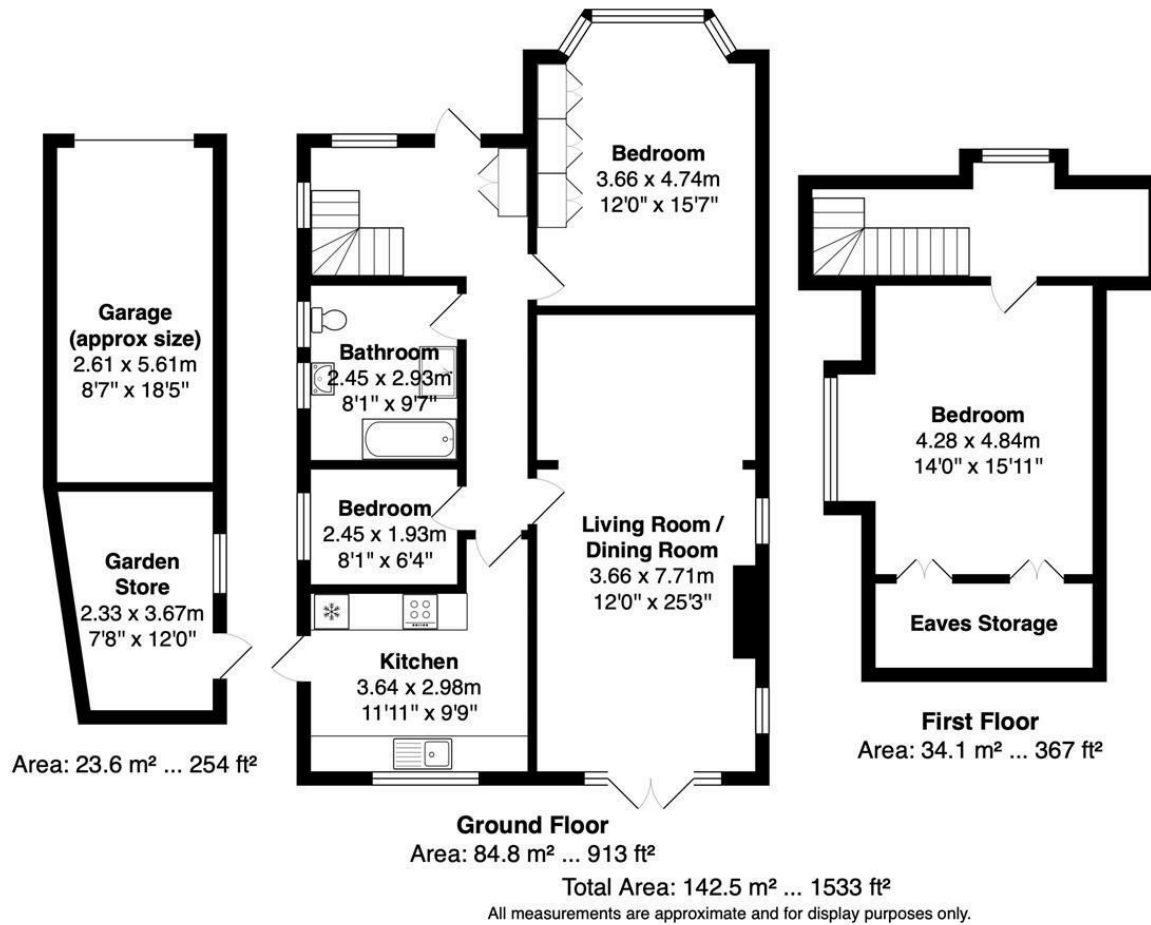 Garage
(approx size)
2.61 x 5.61m
8'7" x 18'5"
Garden
Store
2.33 x 3.67m
7'8" x 12'0"
Area: 23.6 m² ... 254 ft²
Bedroom
3.66 x 4.74m
12'0" x 15'7"
Bathroom
2.45 x 2.93m
8'1" x 9'7"
Bedroom
2.45 x 1.93m
8'1" x 6'4"
Living Room /
Dining Room
3.66 x 7.71m
12'0" x 25'3"
Kitchen
3.64 x 2.98m
11'11" x 9'9"
Ground Floor
Area: 84.8 m² ... 913 ft²
Bedroom
4.28 x 4.84m
14'0" x 15'11"
Eaves Storage
First Floor
Area: 34.1 m² ... 367 ft²
Total Area: 142.5 m² ... 1533 ft²
All measurements are approximate and for display purposes only.